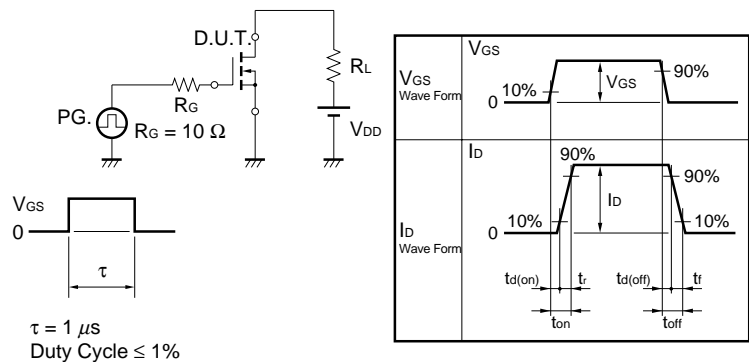 D.U.T.
RL
RG
PG.
RG = 10 Ω
VDD
VGS
0
τ
τ = 1 μs
Duty Cycle ≤ 1%
VGS
Wave Form
VGS
10%
0
VGS
90%
ID
Wave Form
ID
90%
90%
10%
0
ID
10%
td(on)
tr
td(off)
tf
ton
toff